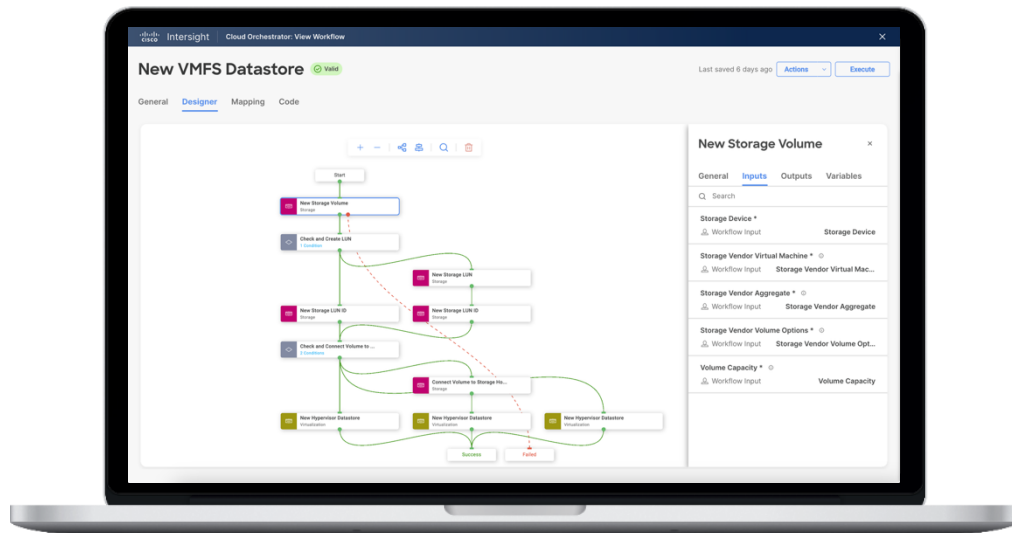 cisco Intersight Cloud Orchestrator: View Workflow
New VMFS Datastore Valid
Last saved 6 days ago Actions Execute
General Designer Mapping Code
Start
New Storage Volume
Storage
Check and Create LUN
1 Condition
New Storage LUN
Storage
New Storage LUN ID
Storage
New Storage LUN ID
Storage
Check and Connect Volume to ...
2 Conditions
Connect Volume to Storage Ho...
Storage
New Hypervisor Datastore
Virtualization
New Hypervisor Datastore
Virtualization
New Hypervisor Datastore
Virtualization
Success
Failed
New Storage Volume
General Inputs Outputs Variables
Search
Storage Device *
Workflow Input Storage Device
Storage Vendor Virtual Machine *
Workflow Input Storage Vendor Virtual Mac...
Storage Vendor Aggregate *
Workflow Input Storage Vendor Aggregate
Storage Vendor Volume Options *
Workflow Input Storage Vendor Volume Opt...
Volume Capacity *
Workflow Input Volume Capacity